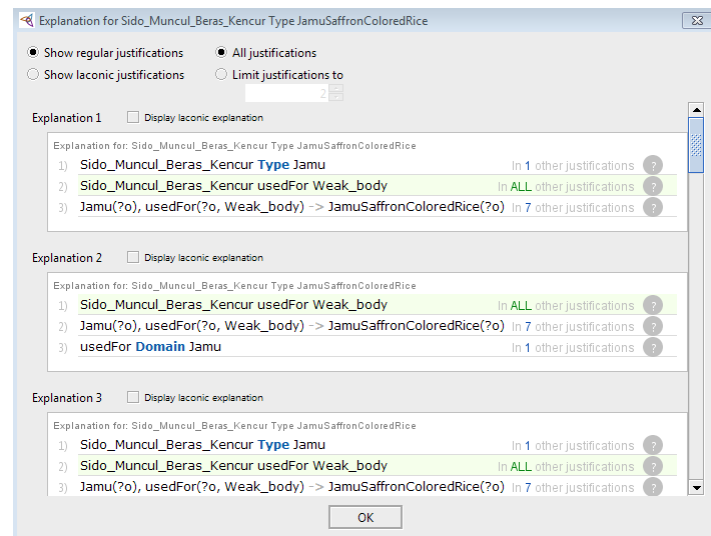 Explanation for Sido_Muncul_Beras_Kencur Type JamuSaffronColoredRice
Show regular justifications All justifications
Show laconic justifications Limit justifications to
2
Explanation 1 Display laconic explanation
Explanation for: Sido_Muncul_Beras_Kencur Type JamuSaffronColoredRice
1) Sido_Muncul_Beras_Kencur Type Jamu In 1 other justifications ?
2) Sido_Muncul_Beras_Kencur usedFor Weak_body In ALL other justifications ?
3) Jamu(?o), usedFor(?o, Weak_body) -> JamuSaffronColoredRice(?o) In 7 other justifications ?
Explanation 2 Display laconic explanation
Explanation for: Sido_Muncul_Beras_Kencur Type JamuSaffronColoredRice
1) Sido_Muncul_Beras_Kencur usedFor Weak_body In ALL other justifications ?
2) Jamu(?o), usedFor(?o, Weak_body) -> JamuSaffronColoredRice(?o) In 7 other justifications ?
3) usedFor Domain Jamu In 1 other justifications ?
Explanation 3 Display laconic explanation
Explanation for: Sido_Muncul_Beras_Kencur Type JamuSaffronColoredRice
1) Sido_Muncul_Beras_Kencur Type Jamu In 1 other justifications ?
2) Sido_Muncul_Beras_Kencur usedFor Weak_body In ALL other justifications ?
3) Jamu(?o), usedFor(?o, Weak_body) -> JamuSaffronColoredRice(?o) In 7 other justifications ?
OK